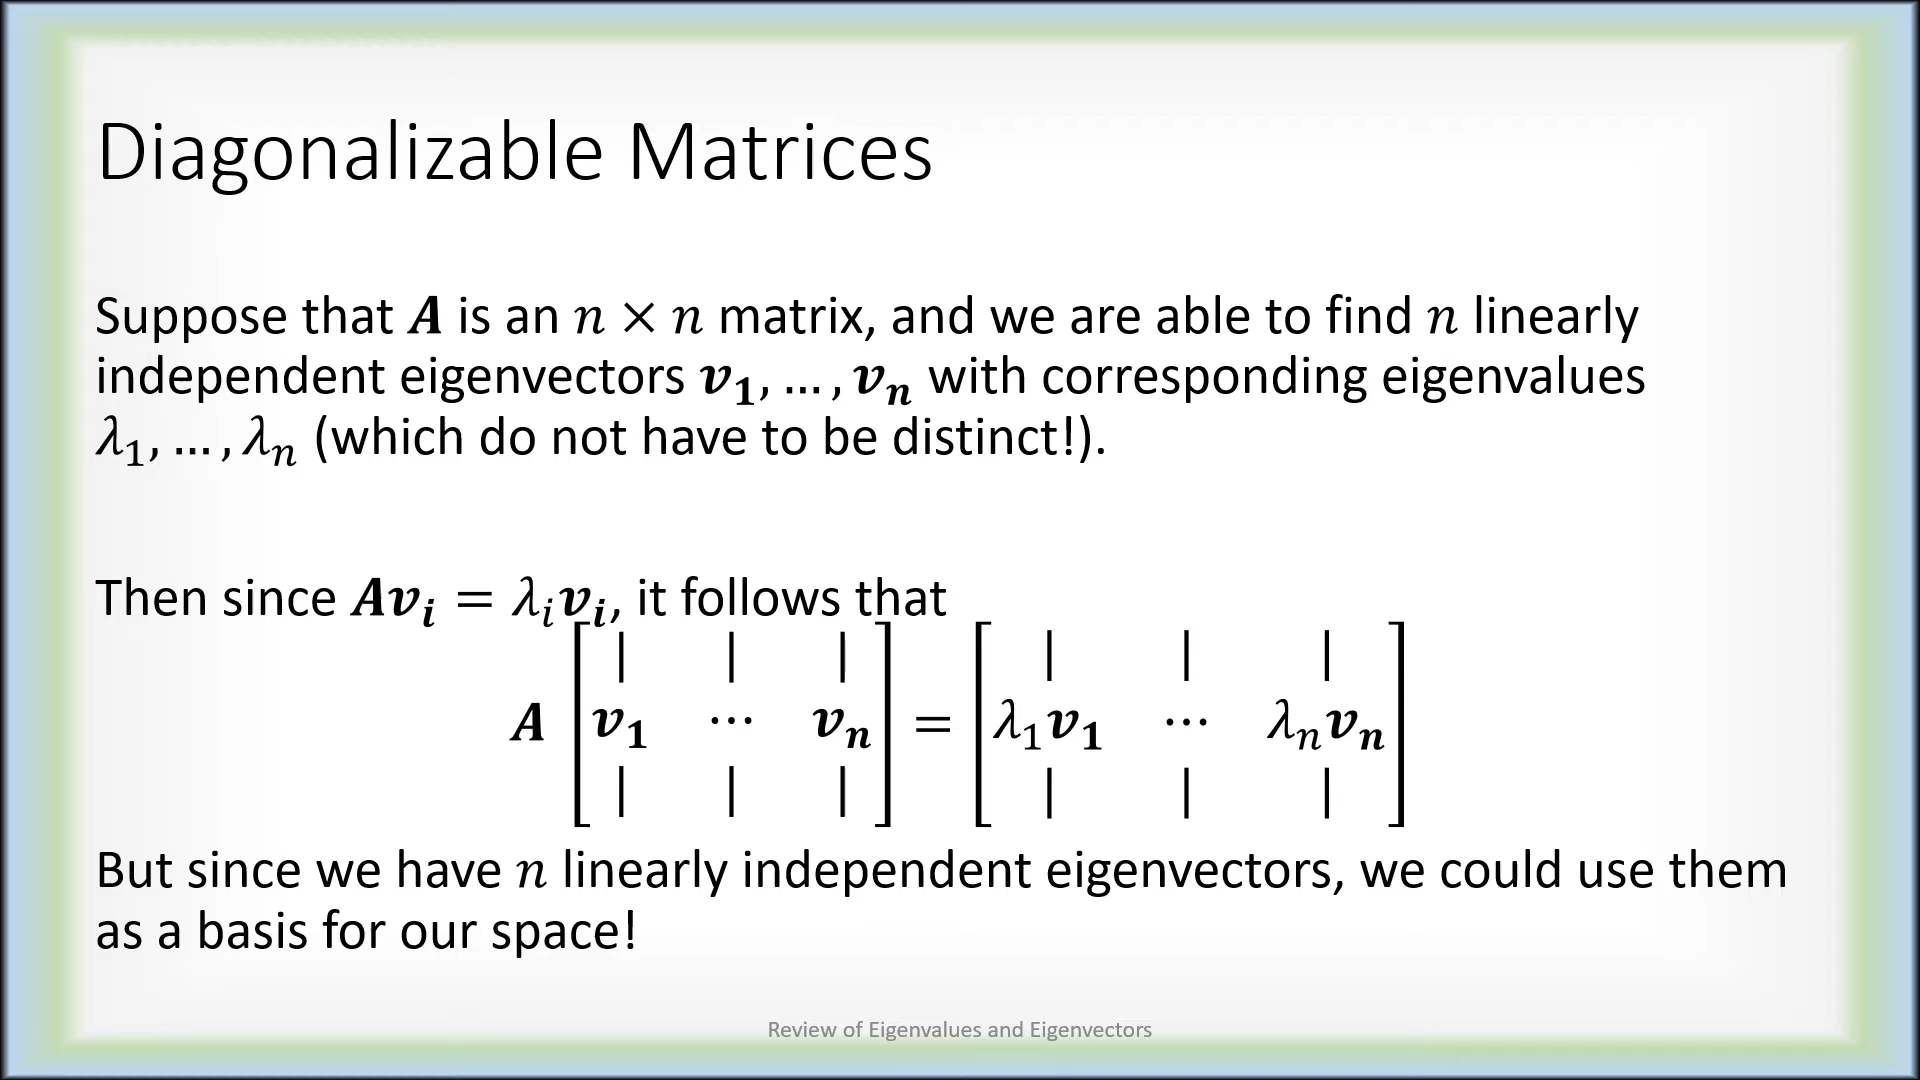 Diagonalizable Matrices
Suppose that 𝑨 is an 𝑛 × 𝑛 matrix, and we are able to find 𝑛 linearly
independent eigenvectors 𝒗₁, … , 𝒗ₙ with corresponding eigenvalues
𝜆₁, … , 𝜆ₙ (which do not have to be distinct!).
Then since 𝑨𝒗ᵢ = 𝜆ᵢ𝒗ᵢ, it follows that
| | | | | |
𝑨 [𝒗₁ ⋯ 𝒗ₙ] = [𝜆₁𝒗₁ ⋯ 𝜆ₙ𝒗ₙ]
| | | | | |
But since we have 𝑛 linearly independent eigenvectors, we could use them
as a basis for our space!
Review of Eigenvalues and Eigenvectors